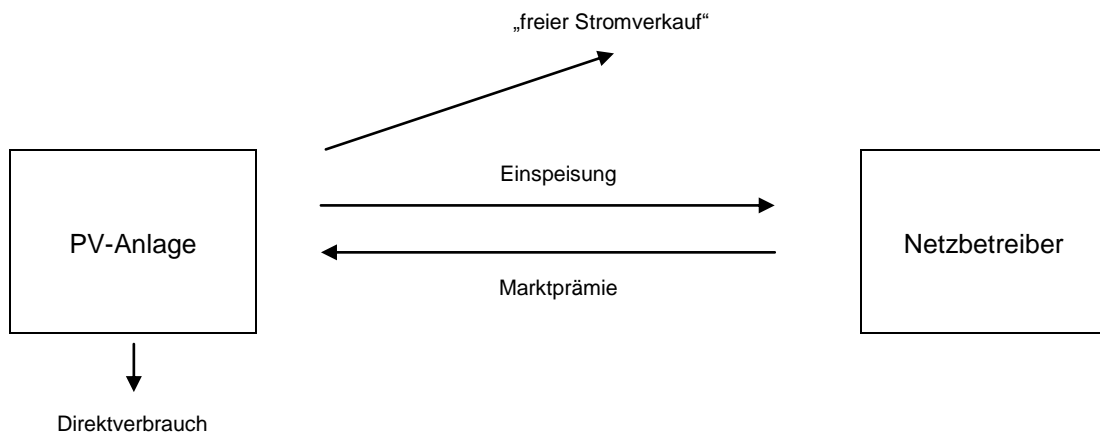 „freier Stromverkauf“
Einspeisung
PV-Anlage
Netzbetreiber
Marktprämie
Direktverbrauch